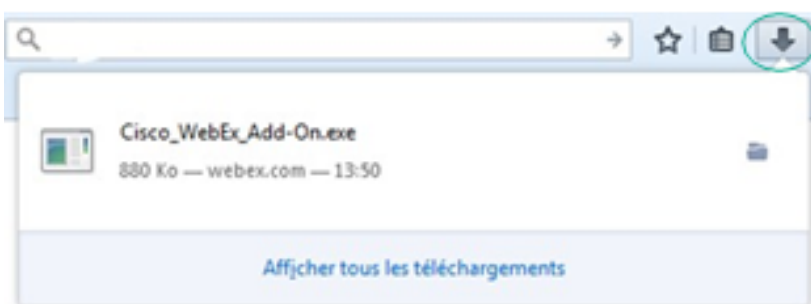 Cisco_WebEx_Add-On.exe
880 Ko — webex.com — 13:50
Afficher tous les téléchargements